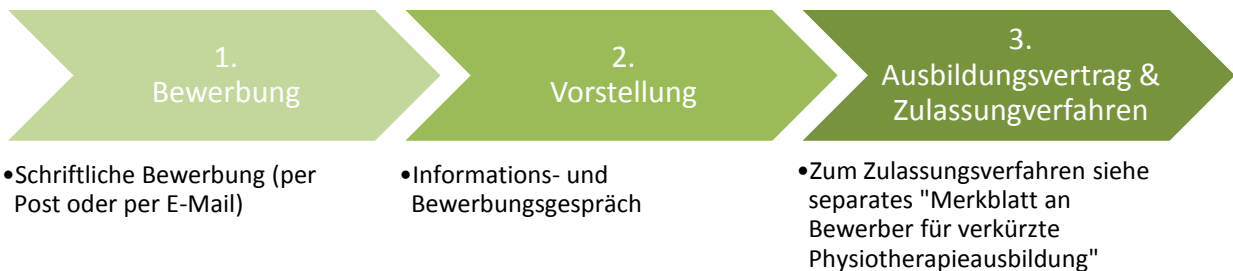 1.
Bewerbung
•Schriftliche Bewerbung (per
Post oder per E-Mail)
2.
Vorstellung
•Informations- und
Bewerbungsgespräch
3.
Ausbildungsvertrag &
Zulassungverfahren
•Zum Zulassungsverfahren siehe
separates "Merkblatt an
Bewerber für verkürzte
Physiotherapieausbildung"